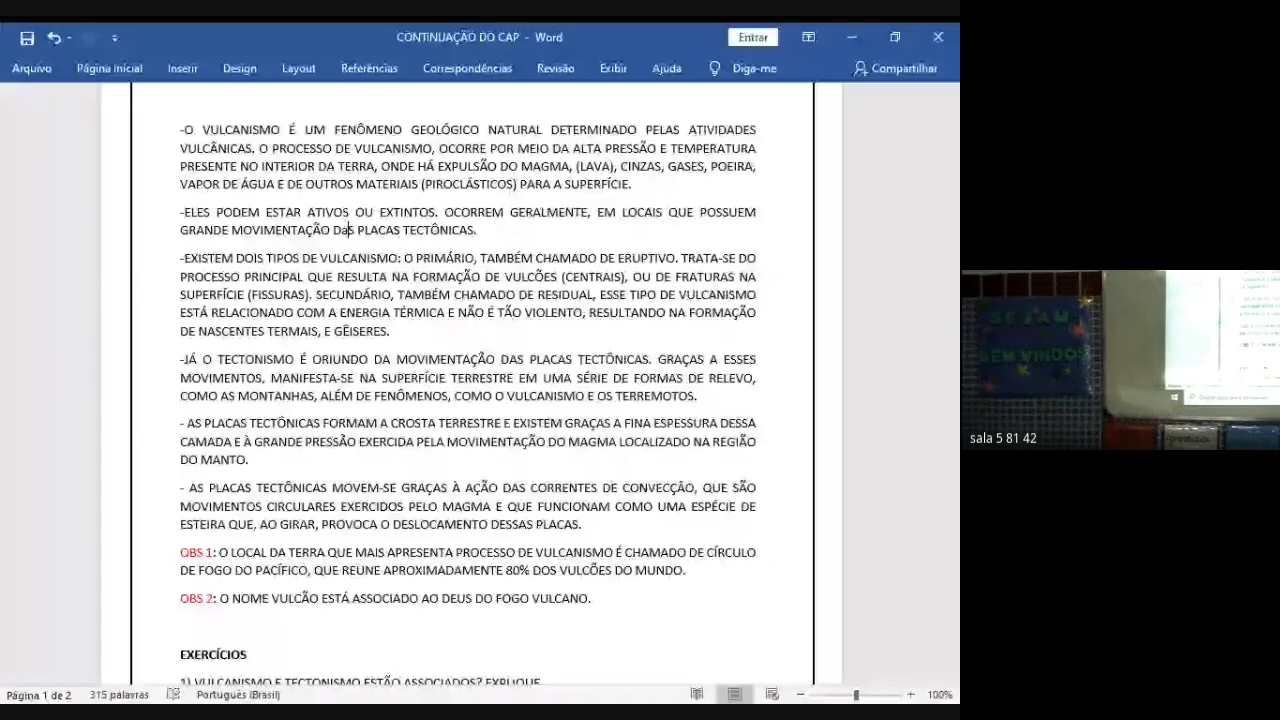 CONTINUAÇÃO DO CAP - Word
Entrar
Arquivo Página Inicial Inserir Design Layout Referências Correspondências Revisão Exibir Ajuda Diga-me Compartilhar
-O VULCANISMO É UM FENÔMENO GEOLÓGICO NATURAL DETERMINADO PELAS ATIVIDADES
VULCÂNICAS. O PROCESSO DE VULCANISMO, OCORRE POR MEIO DA ALTA PRESSÃO E TEMPERATURA
PRESENTE NO INTERIOR DA TERRA, ONDE HÁ EXPULSÃO DO MAGMA, (LAVA), CINZAS, GASES, POEIRA,
VAPOR DE ÁGUA E DE OUTROS MATERIAIS (PIROCLÁSTICOS) PARA A SUPERFÍCIE.
-ELES PODEM ESTAR ATIVOS OU EXTINTOS. OCORREM GERALMENTE, EM LOCAIS QUE POSSUEM
GRANDE MOVIMENTAÇÃO Das PLACAS TECTÔNICAS.
-EXISTEM DOIS TIPOS DE VULCANISMO: O PRIMÁRIO, TAMBÉM CHAMADO DE ERUPTIVO. TRATA-SE DO
PROCESSO PRINCIPAL QUE RESULTA NA FORMAÇÃO DE VULCÕES (CENTRAIS), OU DE FRATURAS NA
SUPERFÍCIE (FISSURAS). SECUNDÁRIO, TAMBÉM CHAMADO DE RESIDUAL, ESSE TIPO DE VULCANISMO
ESTÁ RELACIONADO COM A ENERGIA TÉRMICA E NÃO É TÃO VIOLENTO, RESULTANDO NA FORMAÇÃO
DE NASCENTES TERMAIS, E GÊISERES.
-JÁ O TECTONISMO É ORIUNDO DA MOVIMENTAÇÃO DAS PLACAS TECTÔNICAS. GRAÇAS A ESSES
MOVIMENTOS, MANIFESTA-SE NA SUPERFÍCIE TERRESTRE EM UMA SÉRIE DE FORMAS DE RELEVO,
COMO AS MONTANHAS, ALÉM DE FENÔMENOS, COMO O VULCANISMO E OS TERREMOTOS.
- AS PLACAS TECTÔNICAS FORMAM A CROSTA TERRESTRE E EXISTEM GRAÇAS A FINA ESPESSURA DESSA
CAMADA E À GRANDE PRESSÃO EXERCIDA PELA MOVIMENTAÇÃO DO MAGMA LOCALIZADO NA REGIÃO
DO MANTO.
- AS PLACAS TECTÔNICAS MOVEM-SE GRAÇAS À AÇÃO DAS CORRENTES DE CONVECÇÃO, QUE SÃO
MOVIMENTOS CIRCULARES EXERCIDOS PELO MAGMA E QUE FUNCIONAM COMO UMA ESPÉCIE DE
ESTEIRA QUE, AO GIRAR, PROVOCA O DESLOCAMENTO DESSAS PLACAS.
OBS 1: O LOCAL DA TERRA QUE MAIS APRESENTA PROCESSO DE VULCANISMO É CHAMADO DE CÍRCULO
DE FOGO DO PACÍFICO, QUE REÚNE APROXIMADAMENTE 80% DOS VULCÕES DO MUNDO.
OBS 2: O NOME VULCÃO ESTÁ ASSOCIADO AO DEUS DO FOGO VULCANO.
EXERCÍCIOS
1) VULCANISMO E TECTONISMO ESTÃO ASSOCIADOS? EXPLIQUE
Página 1 de 2 315 palavras Português (Brasil) 100%
SEJAM
BEM VINDOS
sala 5 81 42